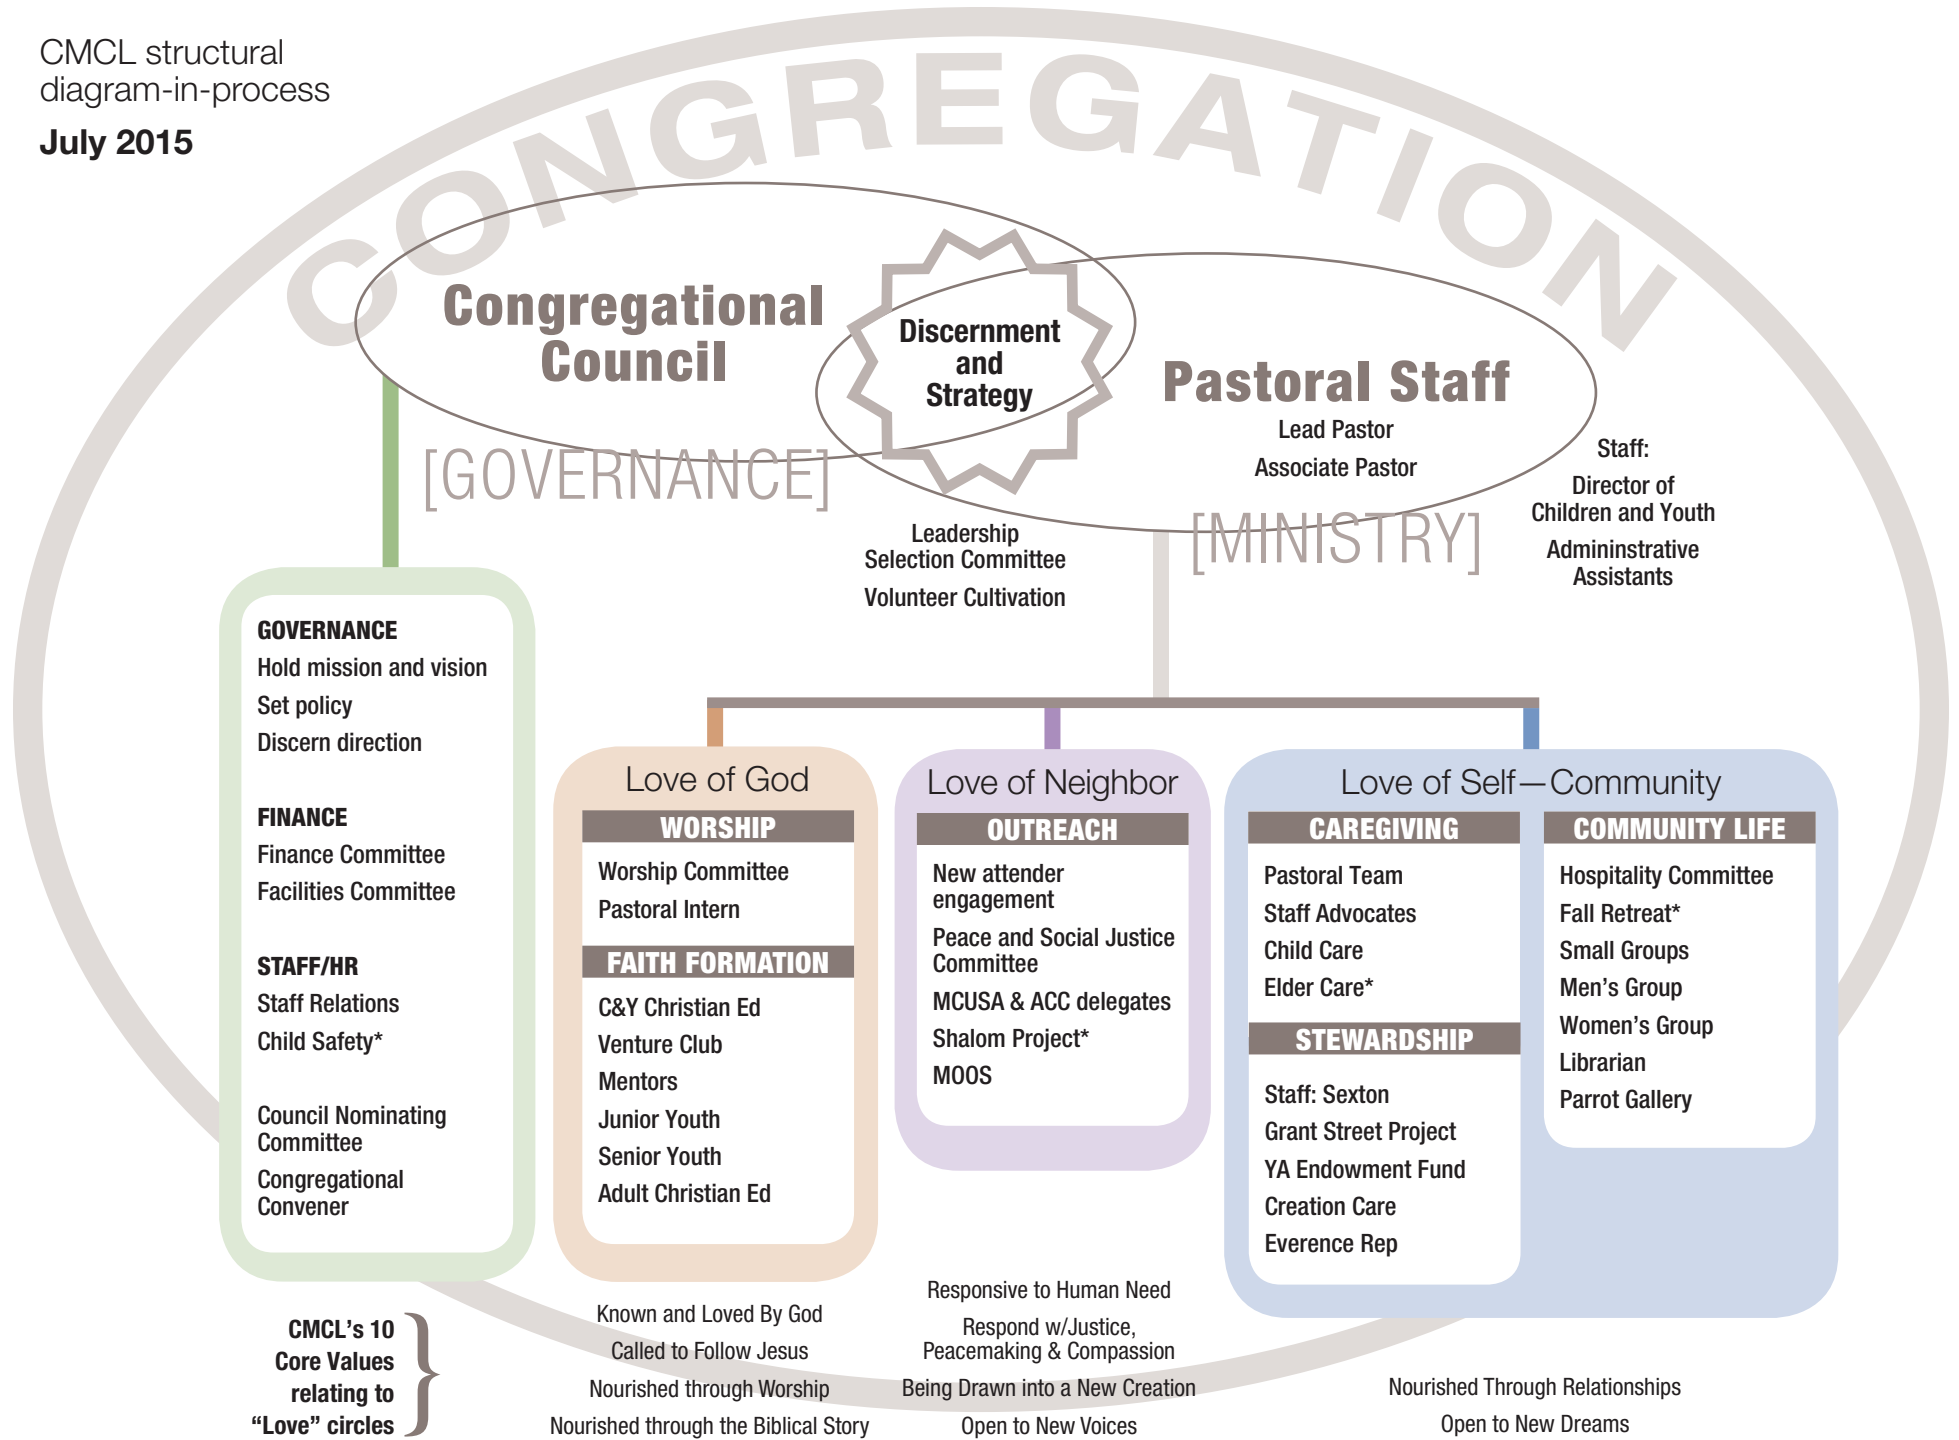 CMCL structural
diagram-in-process
July 2015
CONGREGATION
Congregational
Council
[GOVERNANCE]
Discernment
and
Strategy
Pastoral Staff
Lead Pastor
Associate Pastor
[MINISTRY]
Staff:
Director of
Children and Youth
Admininstrative
Assistants
Leadership
Selection Committee
Volunteer Cultivation
GOVERNANCE
Hold mission and vision
Set policy
Discern direction
FINANCE
Finance Committee
Facilities Committee
STAFF/HR
Staff Relations
Child Safety*
Council Nominating
Committee
Congregational
Convener
Love of God
WORSHIP
Worship Committee
Pastoral Intern
FAITH FORMATION
C&Y Christian Ed
Venture Club
Mentors
Junior Youth
Senior Youth
Adult Christian Ed
Love of Neighbor
OUTREACH
New attender
engagement
Peace and Social Justice
Committee
MCUSA & ACC delegates
Shalom Project*
MOOS
Love of Self—Community
CAREGIVING
Pastoral Team
Staff Advocates
Child Care
Elder Care*
STEWARDSHIP
Staff: Sexton
Grant Street Project
YA Endowment Fund
Creation Care
Everence Rep
COMMUNITY LIFE
Hospitality Committee
Fall Retreat*
Small Groups
Men's Group
Women's Group
Librarian
Parrot Gallery
CMCL's 10
Core Values
relating to
"Love" circles
Known and Loved By God
Called to Follow Jesus
Nourished through Worship
Nourished through the Biblical Story
Responsive to Human Need
Respond w/Justice,
Peacemaking & Compassion
Being Drawn into a New Creation
Open to New Voices
Nourished Through Relationships
Open to New Dreams